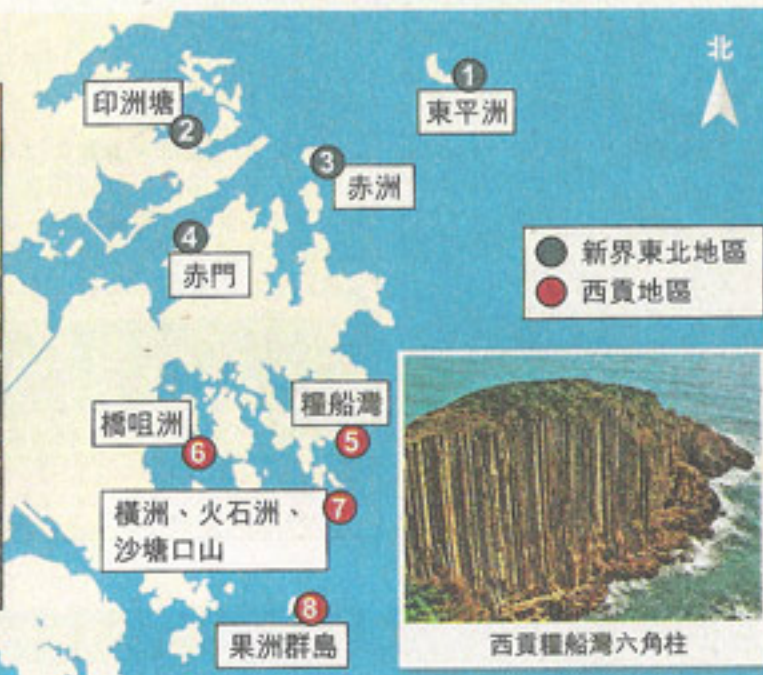 北
1
東平洲
印洲塘
2
3
赤洲
4
赤門
新界東北地區
西貢地區
糧船灣
5
橋咀洲
6
橫洲、火石洲、
沙塘口山
7
8
果洲群島
西貢糧船灣六角柱